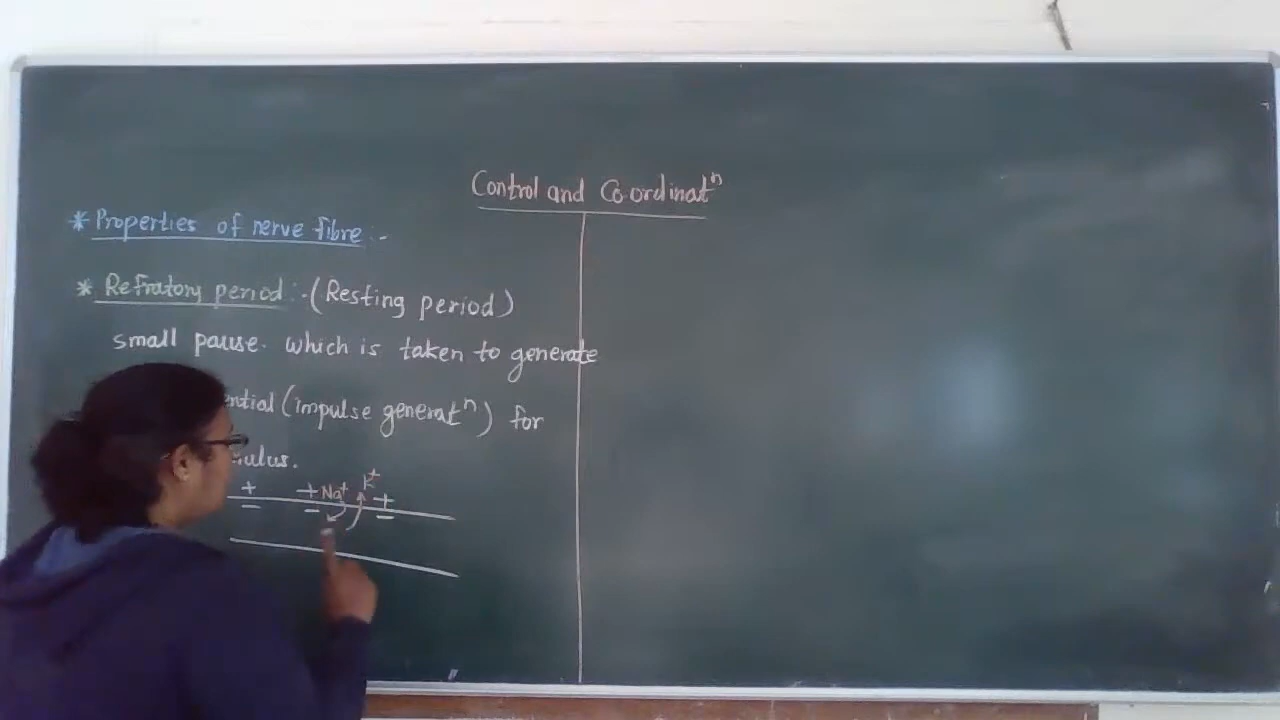 Control and Co.ordinatⁿ
* Properties of nerve fibre:-
* Refratory period:-(Resting period)
small pause. which is taken to generate
(impulse generatⁿ) for
+ + Na⁺ K⁺ +
- - -